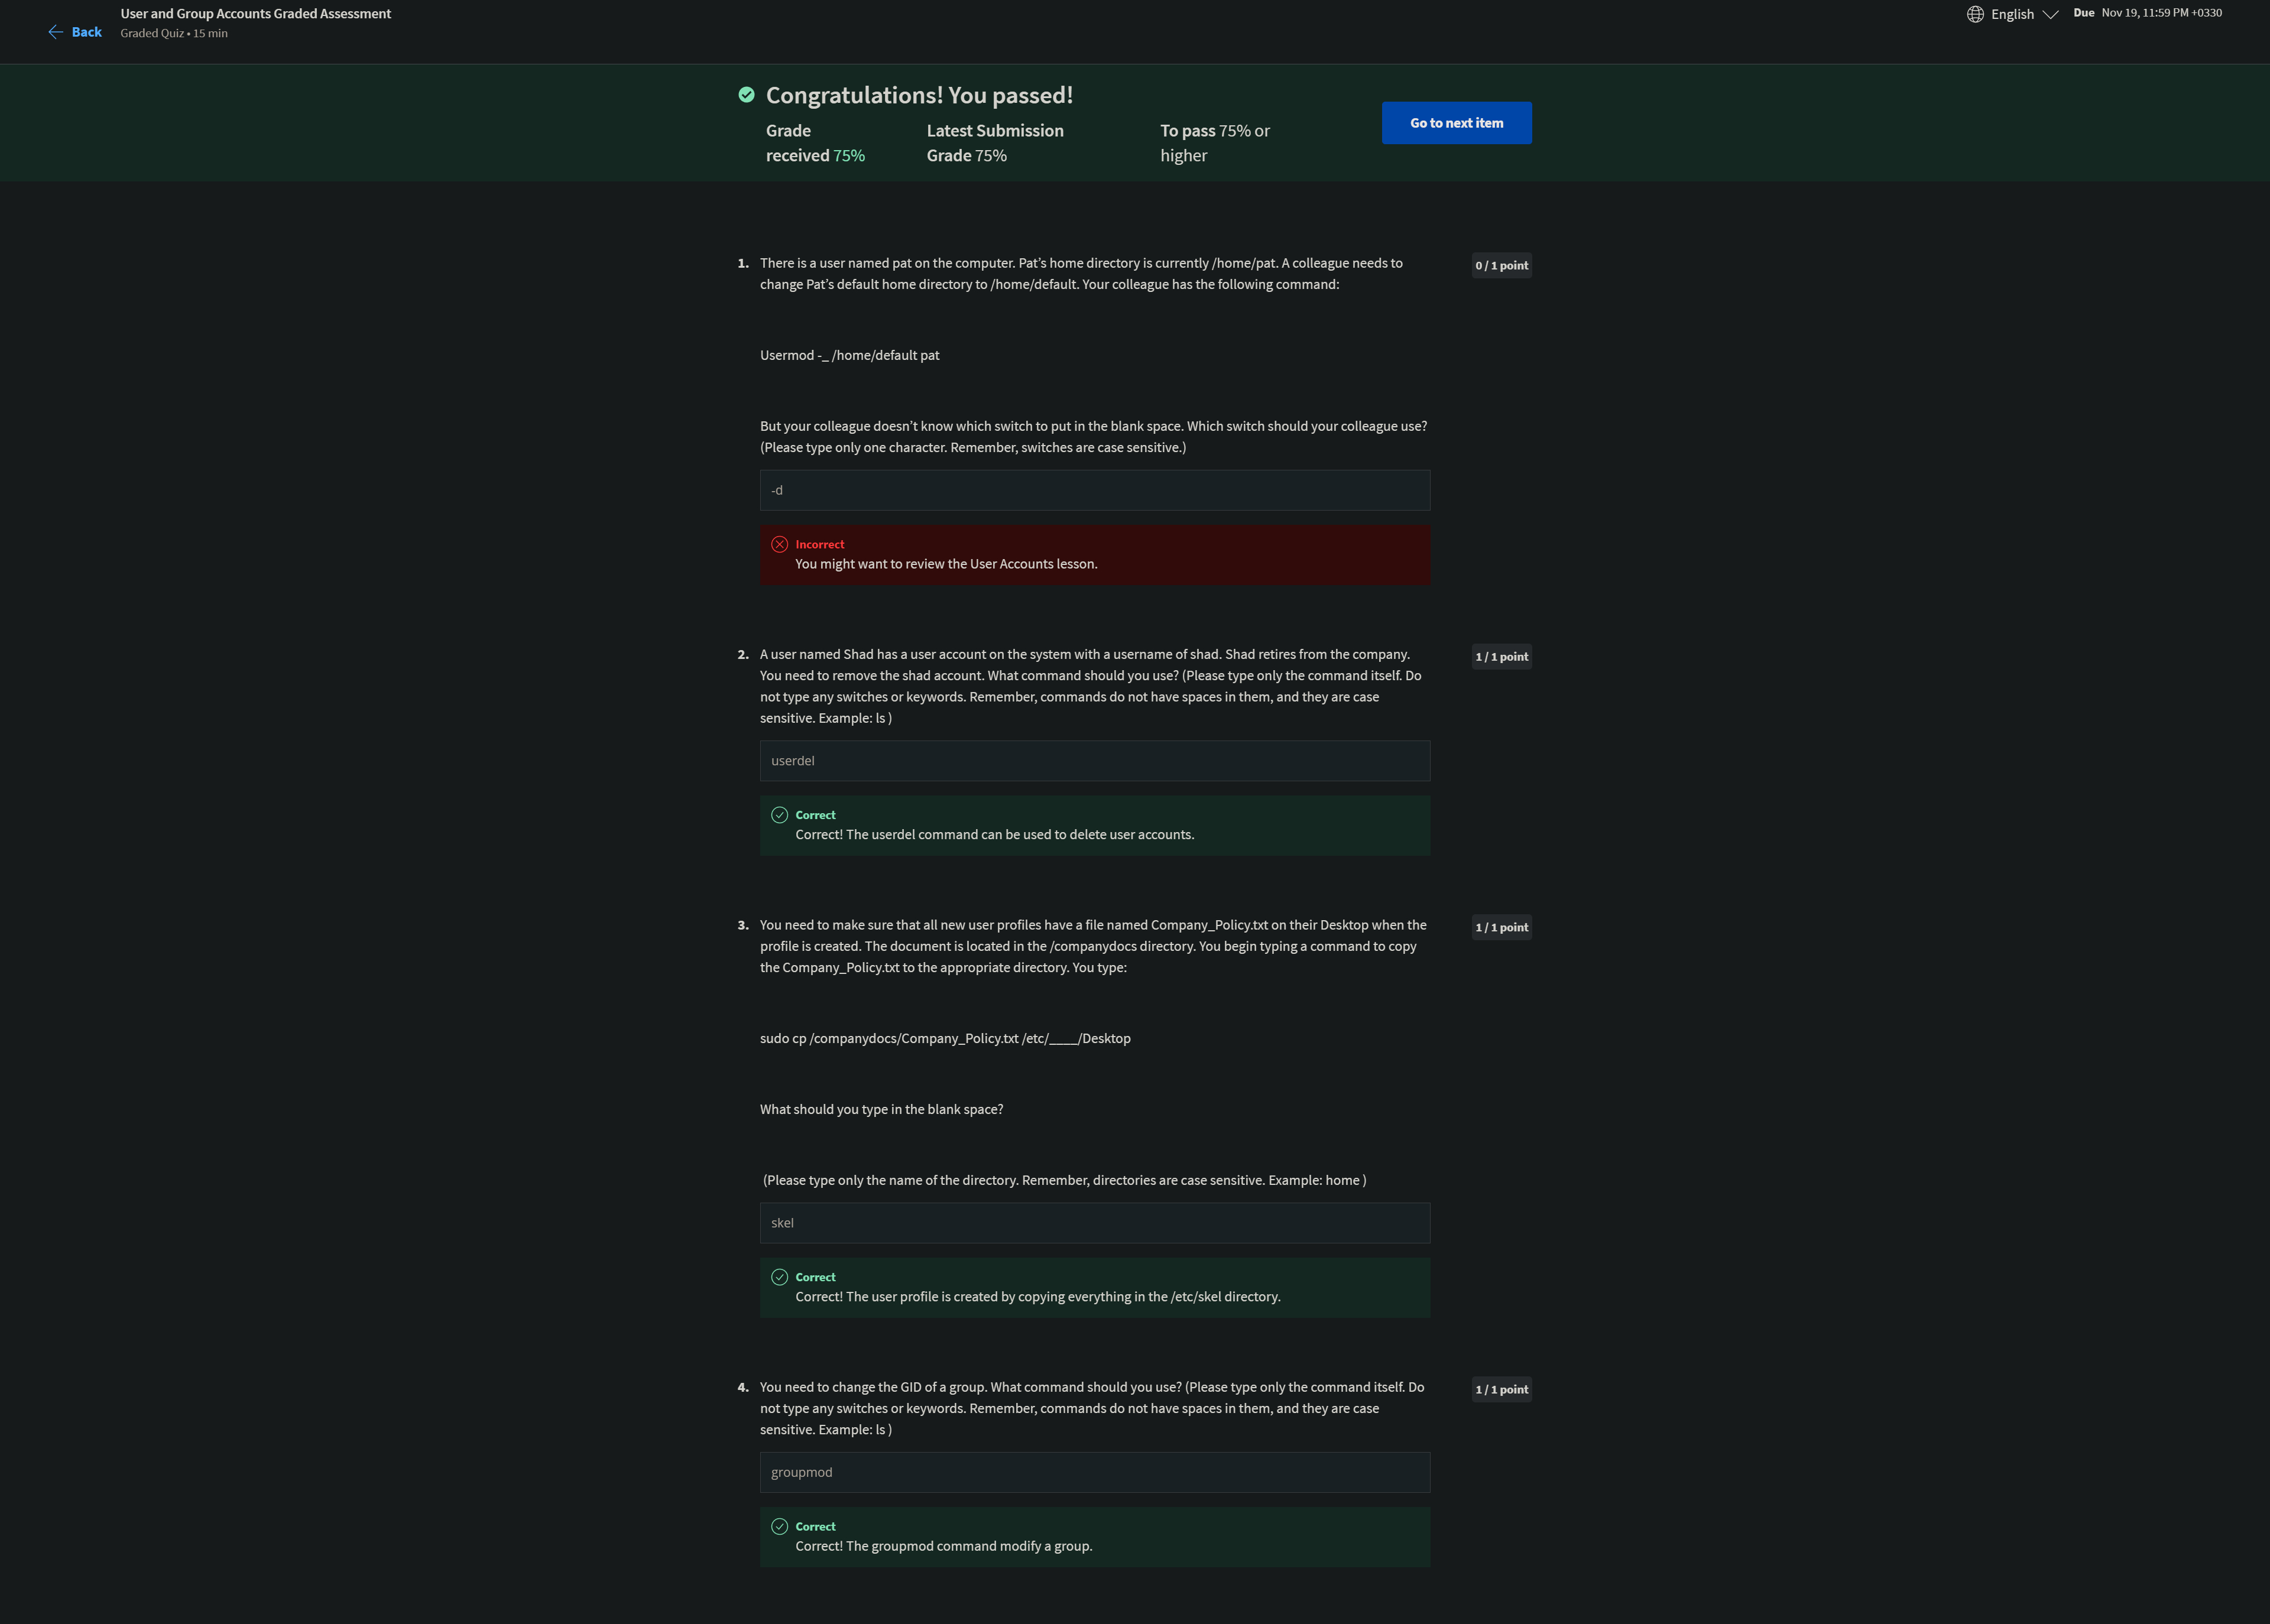 User and Group Accounts Graded Assessment
Back
Graded Quiz • 15 min
English
Due Nov 19, 11:59 PM +0330
Congratulations! You passed!
Grade received 75%
Latest Submission Grade 75%
To pass 75% or higher
Go to next item
1. There is a user named pat on the computer. Pat’s home directory is currently /home/pat. A colleague needs to
change Pat’s default home directory to /home/default. Your colleague has the following command:
0 / 1 point
Usermod -_ /home/default pat
But your colleague doesn’t know which switch to put in the blank space. Which switch should your colleague use?
(Please type only one character. Remember, switches are case sensitive.)
-d
Incorrect
You might want to review the User Accounts lesson.
2. A user named Shad has a user account on the system with a username of shad. Shad retires from the company.
You need to remove the shad account. What command should you use? (Please type only the command itself. Do
not type any switches or keywords. Remember, commands do not have spaces in them, and they are case
sensitive. Example: ls )
1 / 1 point
userdel
Correct
Correct! The userdel command can be used to delete user accounts.
3. You need to make sure that all new user profiles have a file named Company_Policy.txt on their Desktop when the
profile is created. The document is located in the /companydocs directory. You begin typing a command to copy
the Company_Policy.txt to the appropriate directory. You type:
1 / 1 point
sudo cp /companydocs/Company_Policy.txt /etc/____/Desktop
What should you type in the blank space?
(Please type only the name of the directory. Remember, directories are case sensitive. Example: home )
skel
Correct
Correct! The user profile is created by copying everything in the /etc/skel directory.
4. You need to change the GID of a group. What command should you use? (Please type only the command itself. Do
not type any switches or keywords. Remember, commands do not have spaces in them, and they are case
sensitive. Example: ls )
1 / 1 point
groupmod
Correct
Correct! The groupmod command modify a group.